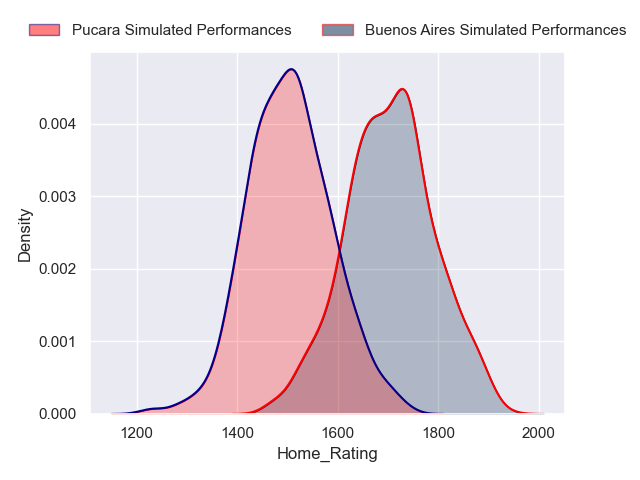 Pucara Simulated Performances Buenos Aires Simulated Performances
Density
0.004
0.003
0.002
0.001
0.000
1200 1400 1600 1800 2000
Home_Rating